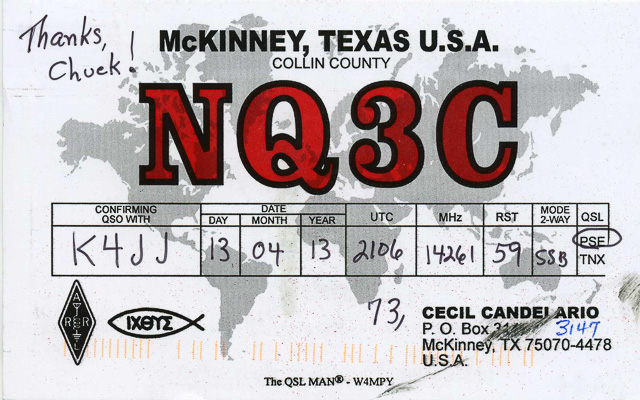 Thanks,
Chuck!
McKINNEY, TEXAS U.S.A.
COLLIN COUNTY
NQ3C
CONFIRMING QSO WITH DATE DAY MONTH YEAR UTC MHz RST MODE 2-WAY QSL
K4JJ 13 04 13 2106 14261 59 SSB PSE
TNX
ARRL
ΙΧΘΥΣ
73,
CECIL CANDELARIO
P. O. Box 3147
McKinney, TX 75070-4478
U.S.A.
The QSL MAN® - W4MPY